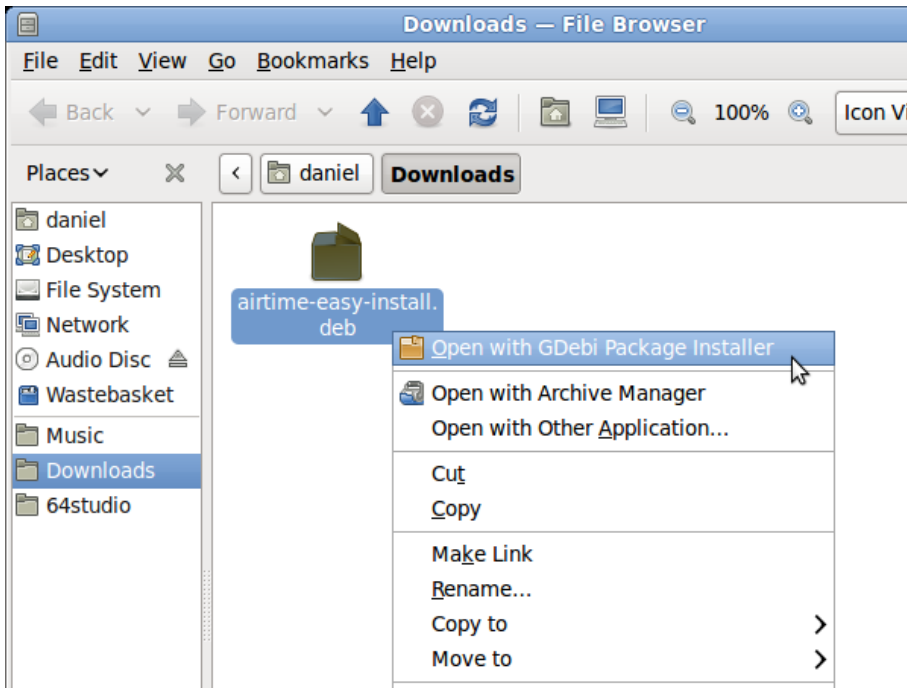 Downloads — File Browser
File Edit View Go Bookmarks Help
Back Forward 100% Icon Vi
Places daniel Downloads
daniel
Desktop
File System
Network
Audio Disc
Wastebasket
Music
Downloads
64studio
airtime-easy-install.
deb
Open with GDebi Package Installer
Open with Archive Manager
Open with Other Application...
Cut
Copy
Make Link
Rename...
Copy to
Move to